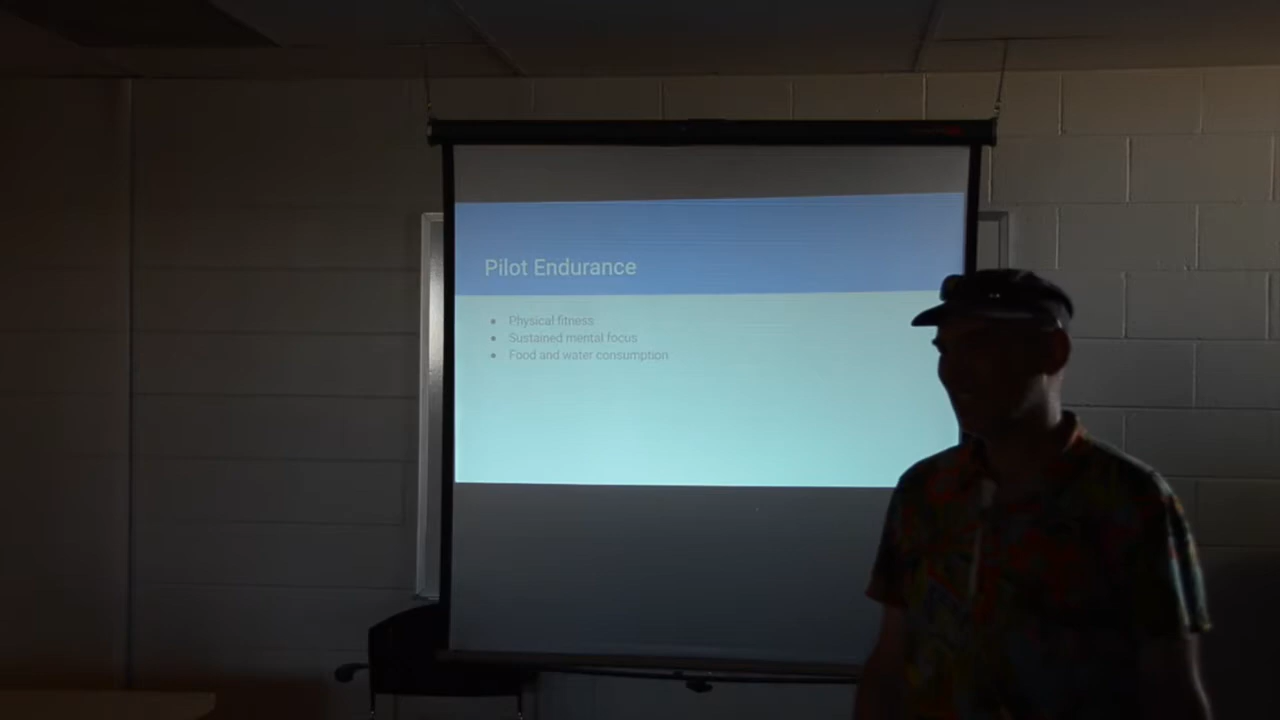 Pilot Endurance
● Physical fitness
● Sustained mental focus
● Food and water consumption